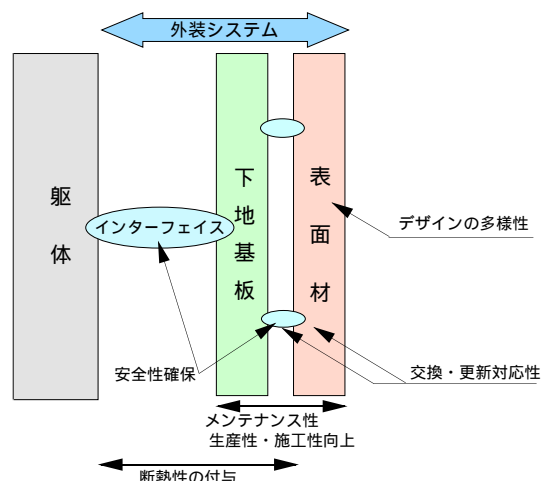 外装システム
躯体
下地基板
表面材
インターフェイス
デザインの多様性
安全性確保
交換・更新対応性
メンテナンス性
生産性・施工性向上
断熱性の付与